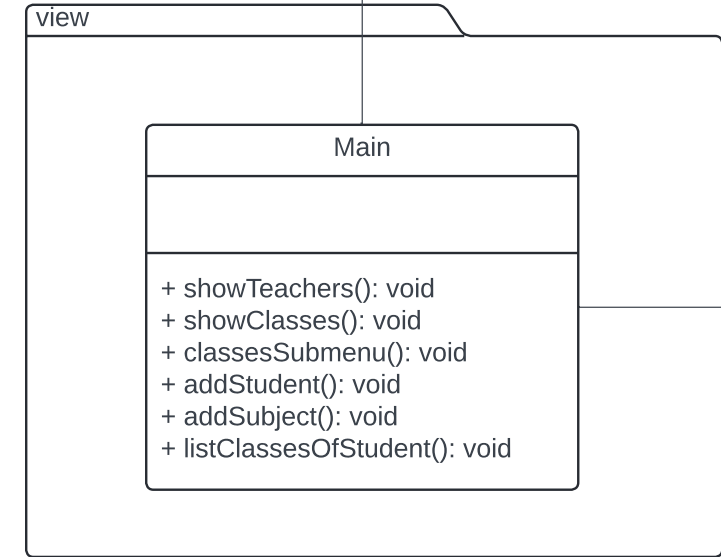 view
Main
+ showTeachers(): void
+ showClasses(): void
+ classesSubmenu(): void
+ addStudent(): void
+ addSubject(): void
+ listClassesOfStudent(): void